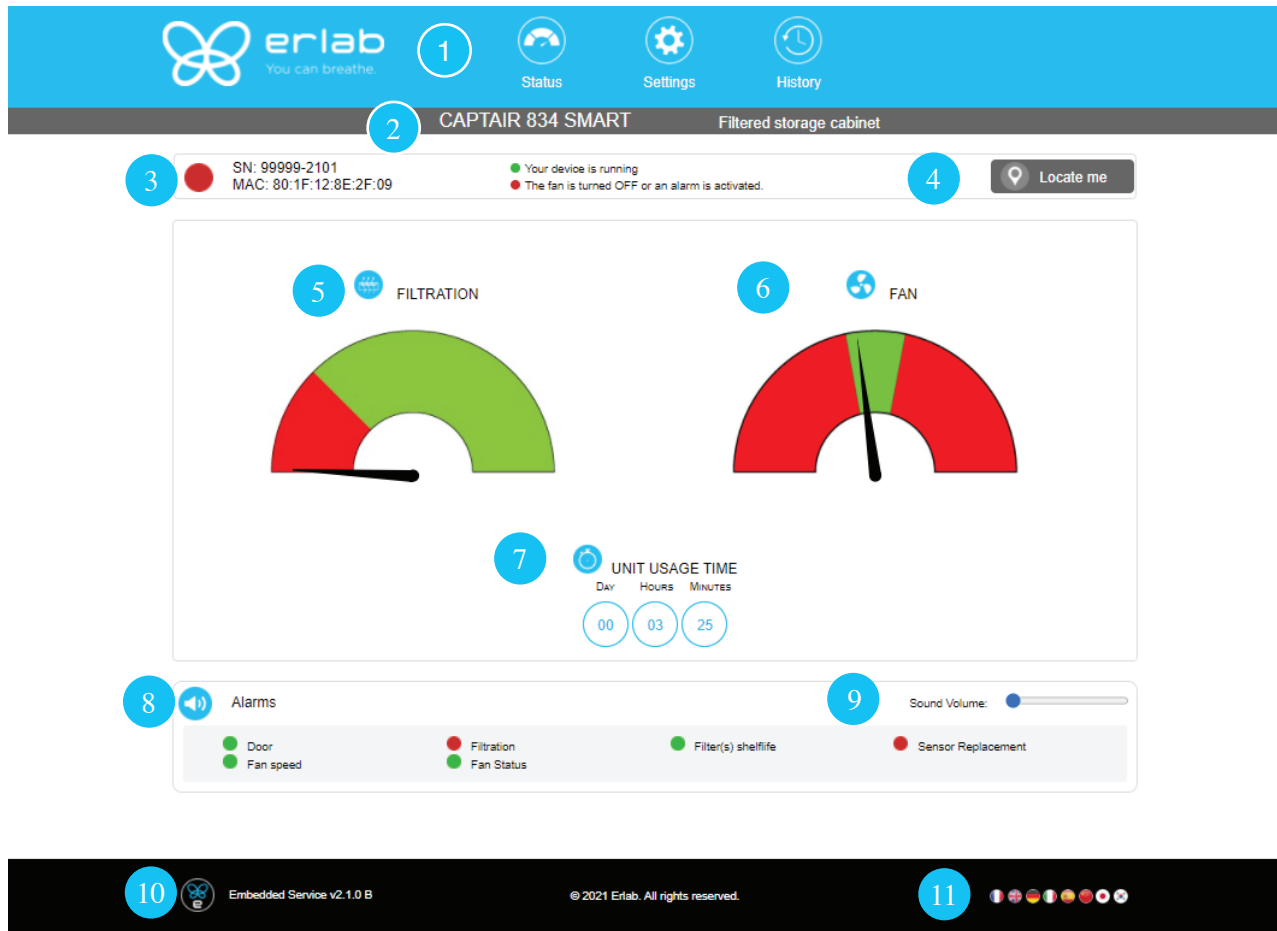 erlab
You can breathe.
1
Status
Settings
History
2
CAPTAIR 834 SMART
Filtered storage cabinet
3
SN: 99999-2101
MAC: 80:1F:12:8E:2F:09
Your device is running
The fan is turned OFF or an alarm is activated.
4
Locate me
5
FILTRATION
6
FAN
7
UNIT USAGE TIME
DAY HOURS MINUTES
00 03 25
8
Alarms
9
Sound Volume:
Door
Filtration
Filter(s) shelflife
Sensor Replacement
Fan speed
Fan Status
10
e
Embedded Service v2.1.0 B
© 2021 Erlab. All rights reserved.
11